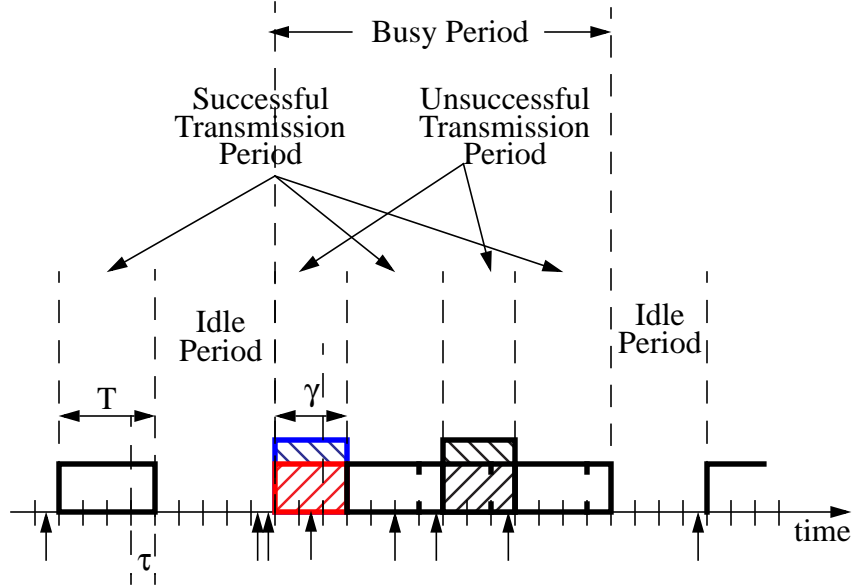 Busy Period
Successful
Transmission
Period
Unsuccessful
Transmission
Period
Idle
Period
Idle
Period
T
γ
time
τ